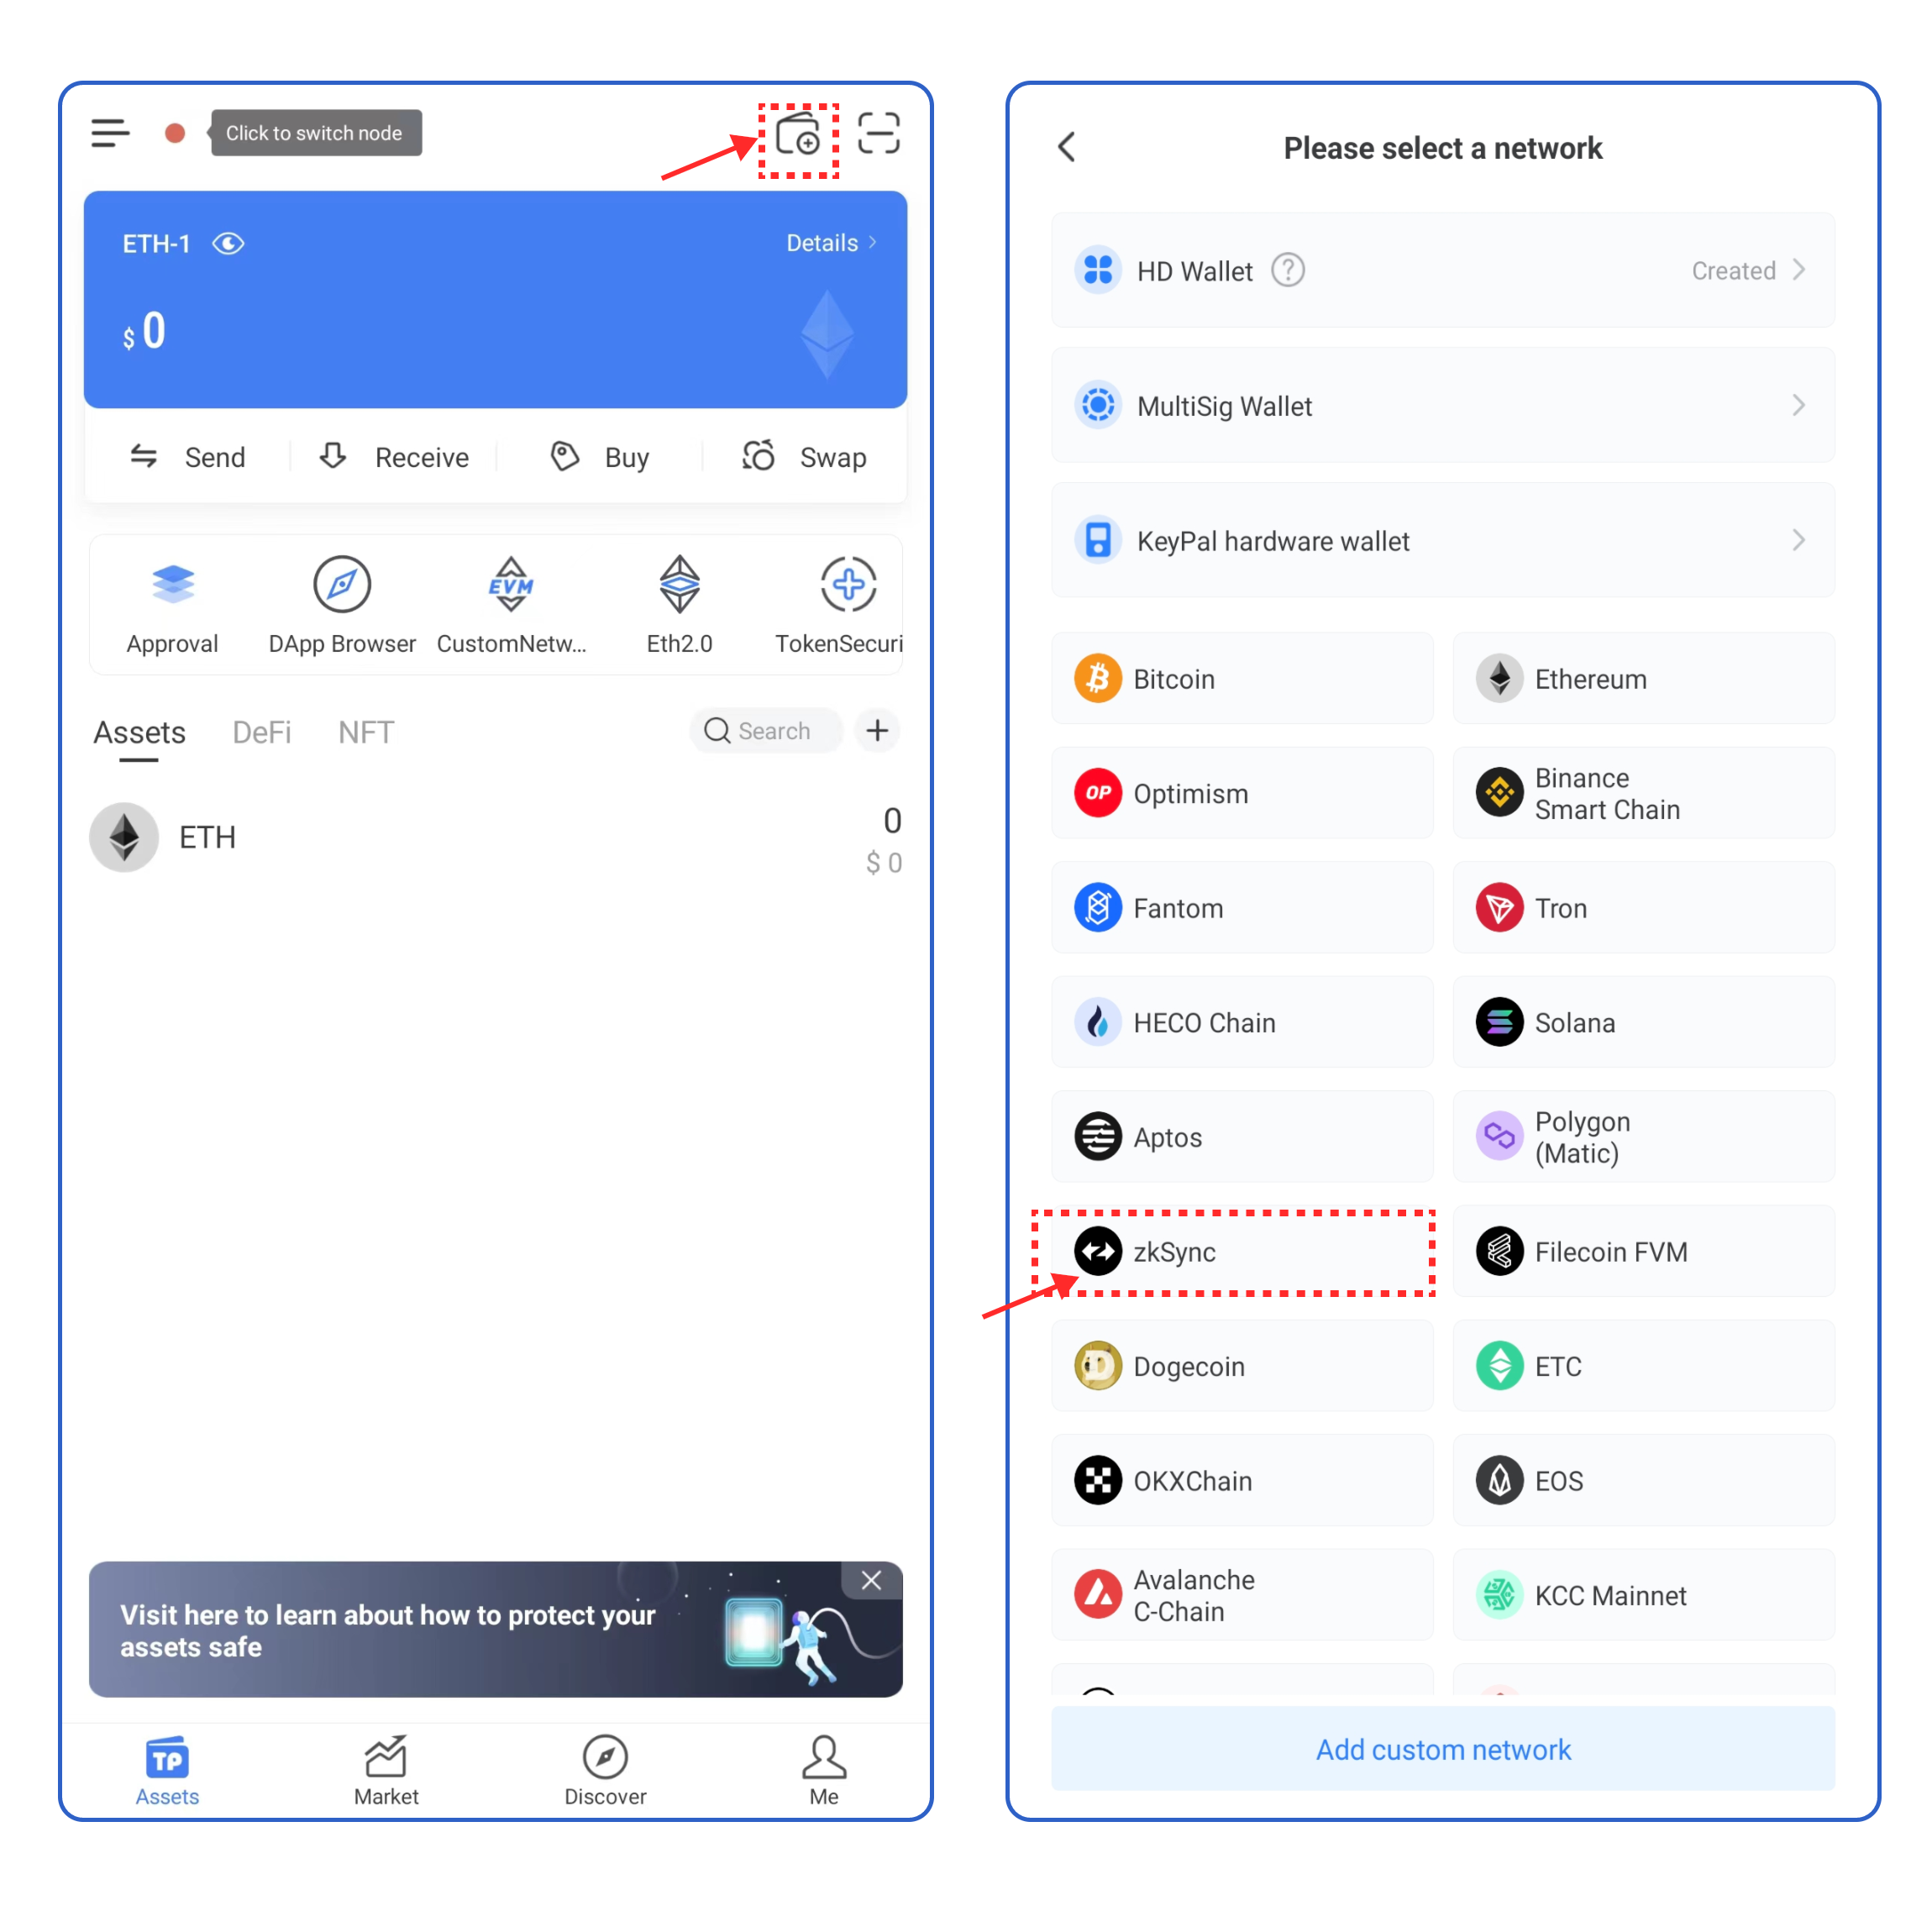 Click to switch node
ETH-1
Details
$ 0
Send
Receive
Buy
Swap
EVM
Approval
DApp Browser
CustomNetw...
Eth2.0
TokenSecuri
Assets
DeFi
NFT
Search
ETH
0
$ 0
Visit here to learn about how to protect your
assets safe
TP
Assets
Market
Discover
Me
Please select a network
HD Wallet
Created
MultiSig Wallet
KeyPal hardware wallet
Bitcoin
Ethereum
OP
Optimism
Binance
Smart Chain
Fantom
Tron
HECO Chain
Solana
Aptos
Polygon
(Matic)
zkSync
Filecoin FVM
Dogecoin
ETC
OKXChain
EOS
Avalanche
C-Chain
KCC Mainnet
Add custom network